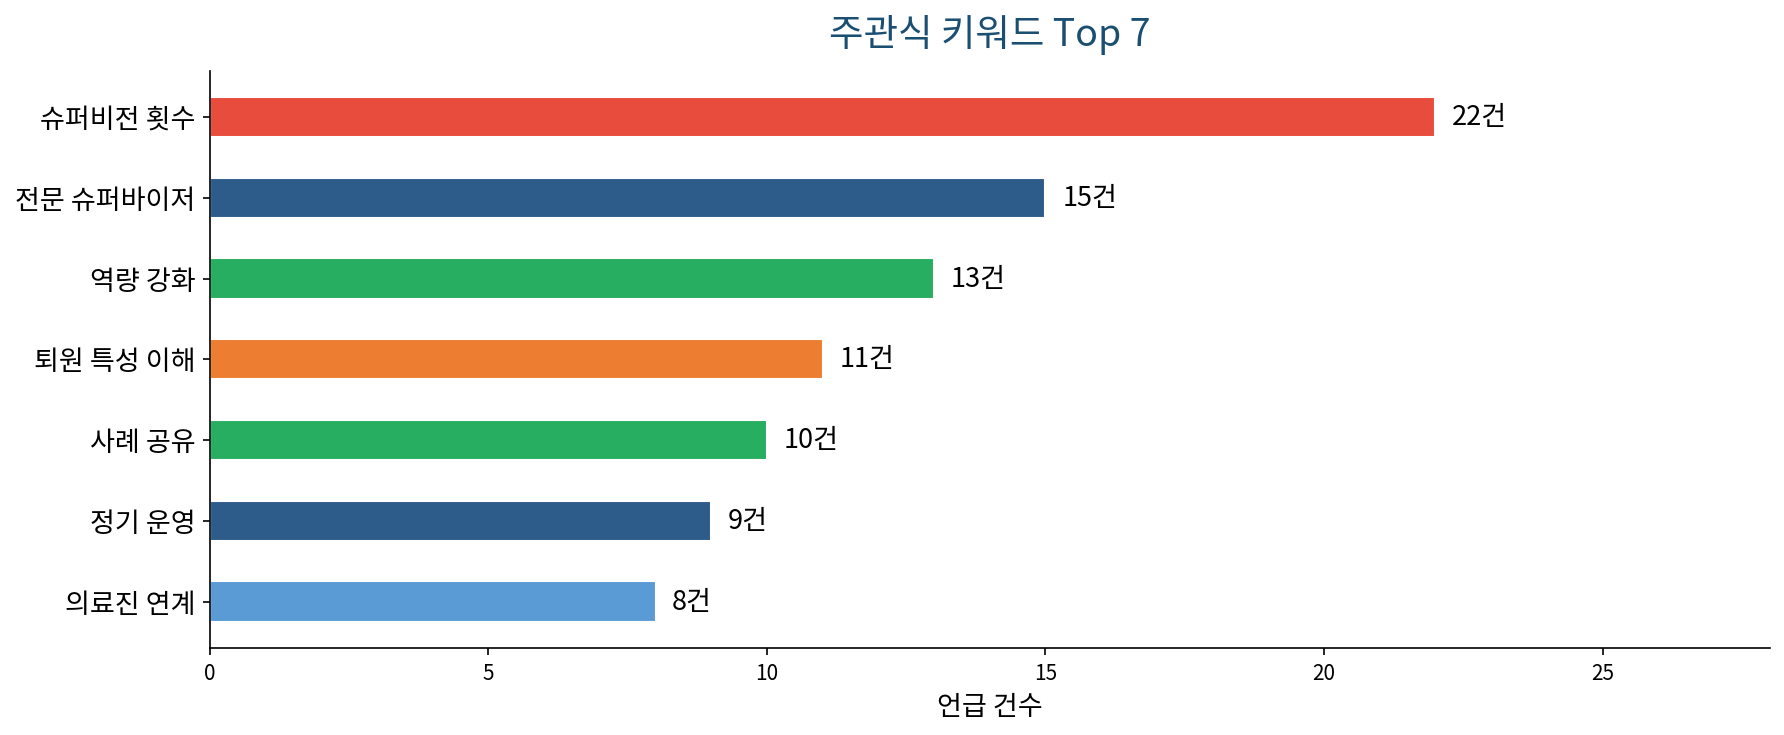 주관식 키워드 Top 7
슈퍼비전 횟수 22건
전문 슈퍼바이저 15건
역량 강화 13건
퇴원 특성 이해 11건
사례 공유 10건
정기 운영 9건
의료진 연계 8건
0 5 10 15 20 25
언급 건수